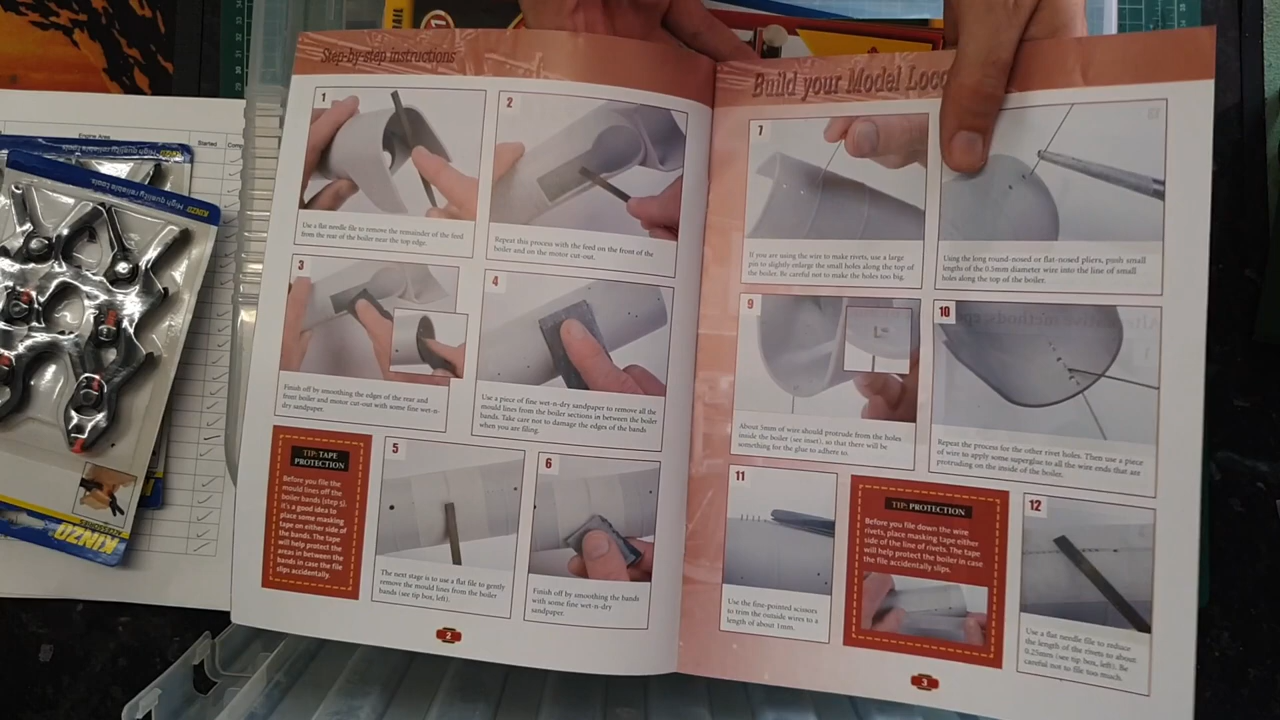 Step-by-step instructions
1
Use a flat needle file to remove the remainder of the feed
from the rear of the boiler near the top edge.
2
Repeat this process with the feed on the front of the
boiler and on the motor cut-out.
3
Finish off by smoothing the edges of the rear and
front boiler and motor cut-out with some fine wet-n-
dry sandpaper.
4
Use a piece of fine wet-n-dry sandpaper to remove all the
mould lines from the boiler sections in between the boiler
bands. Take care not to damage the edges of the bands
when you are filing.
TIP: TAPE
PROTECTION
Before you file the
mould lines off the
boiler bands (step 5),
it's a good idea to
place some masking
tape on either side of
the bands. The tape
will help protect the
areas in between the
bands in case the file
slips accidentally.
5
The next stage is to use a flat file to gently
remove the mould lines from the boiler
bands (see tip box, left).
6
Finish off by smoothing the bands
with some fine wet-n-dry
sandpaper.
2
Build your Model Loco
7
If you are using the wire to make rivets, use a large
pin to slightly enlarge the small holes along the top of
the boiler. Be careful not to make the holes too big.
Using the long round-nosed or flat-nosed pliers, push small
lengths of the 0.5mm diameter wire into the line of small
holes along the top of the boiler.
9
About 5mm of wire should protrude from the holes
inside the boiler (see inset), so that there will be
something for the glue to adhere to.
10
Repeat the process for the other rivet holes. Then use a piece
of wire to apply some superglue to all the wire ends that are
protruding on the inside of the boiler.
11
Use the fine-pointed scissors
to trim the outside wires to a
length of about 1mm.
TIP: PROTECTION
Before you file down the wire
rivets, place masking tape either
side of the line of rivets. The tape
will help protect the boiler in case
the file accidentally slips.
12
Use a flat needle file to reduce
the length of the rivets to about
0.25mm (see tip box, left). Be
careful not to file too much.
3
Engine Area
Started
High quality reliable tools
KINZO
KINZO
ACCESSORIES